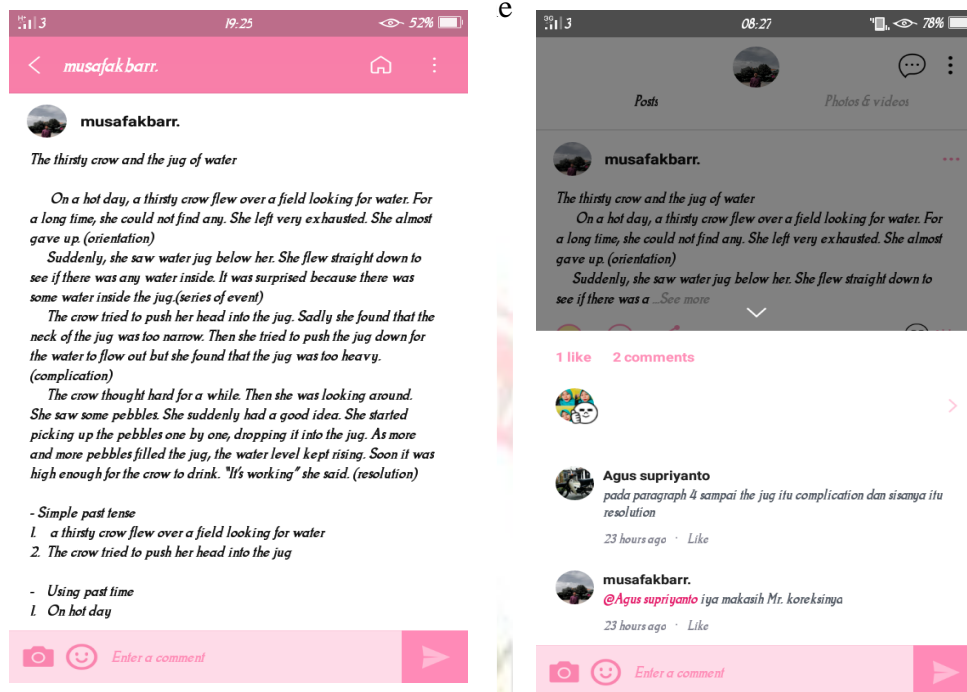 e
3
19:25
52%
musafakbarr.
musafakbarr.
The thirsty crow and the jug of water
On a hot day, a thirsty crow flew over a field looking for water. For
a long time, she could not find any. She left very exhausted. She almost
gave up. (orientation)
Suddenly, she saw water jug below her. She flew straight down to
see if there was any water inside. It was surprised because there was
some water inside the jug.(series of event)
The crow tried to push her head into the jug. Sadly she found that the
neck of the jug was too narrow. Then she tried to push the jug down for
the water to flow out but she found that the jug was too heavy.
(complication)
The crow thought hard for a while. Then she was looking around.
She saw some pebbles. She suddenly had a good idea. She started
picking up the pebbles one by one, dropping it into the jug. As more
and more pebbles filled the jug, the water level kept rising. Soon it was
high enough for the crow to drink. "It's working" she said. (resolution)
- Simple past tense
1. a thirsty crow flew over a field looking for water
2. The crow tried to push her head into the jug
- Using past time
1. On hot day
Enter a comment
3G 3
08:27
78%
Posts
Photos & videos
musafakbarr.
The thirsty crow and the jug of water
On a hot day, a thirsty crow flew over a field looking for water. For
a long time, she could not find any. She left very exhausted. She almost
gave up. (orientation)
Suddenly, she saw water jug below her. She flew straight down to
see if there was a ...See more
1 like 2 comments
Agus supriyanto
pada paragraph 4 sampai the jug itu complication dan sisanya itu
resolution
23 hours ago · Like
musafakbarr.
@Agus supriyanto iya makasih Mr. koreksinya
23 hours ago · Like
Enter a comment